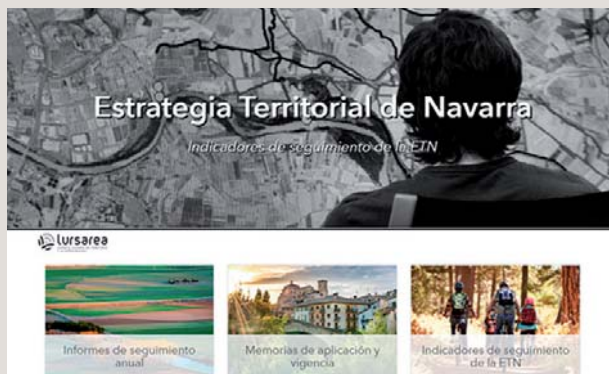 Estrategia Territorial de Navarra
Indicadores de seguimiento de la ETN
lursarea
Informes de seguimiento
anual
Memorias de aplicación y
vigencia
Indicadores de seguimiento
de la ETN